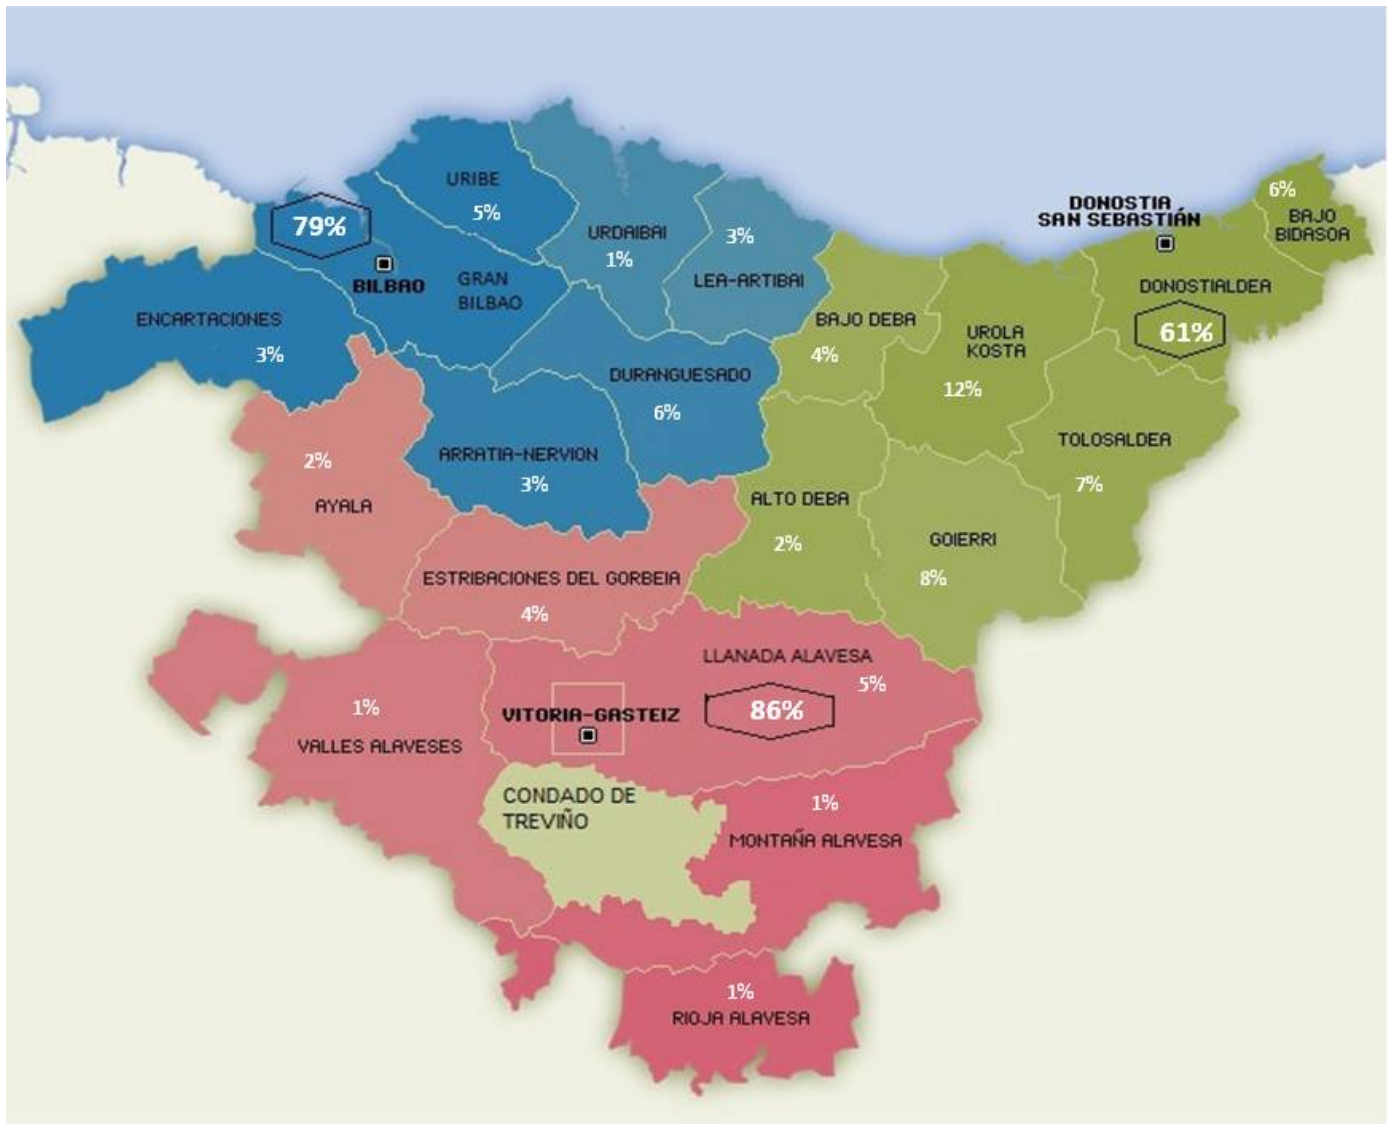 URIBE
5%
79%
BILBAO
GRAN
BILBAO
ENCARTACIONES
3%
URDAIBAI
1%
3%
LEA-ARTIBAI
DURANGUESADO
6%
ARRATIA-NERVION
3%
BAJO DEBA
4%
UROLA
KOSTA
12%
DONOSTIA
SAN SEBASTIÁN
6%
BAJO
BIDASOA
DONOSTIALDEA
61%
TOLOSALDEA
7%
ALTO DEBA
2%
GOIERRI
8%
2%
AYALA
ESTRIBACIONES DEL GORBEIA
4%
LLANADA ALAVESA
5%
86%
VITORIA-GASTEIZ
1%
VALLES ALAVESES
CONDADO DE
TREVIÑO
1%
MONTAÑA ALAVESA
1%
RIOJA ALAVESA